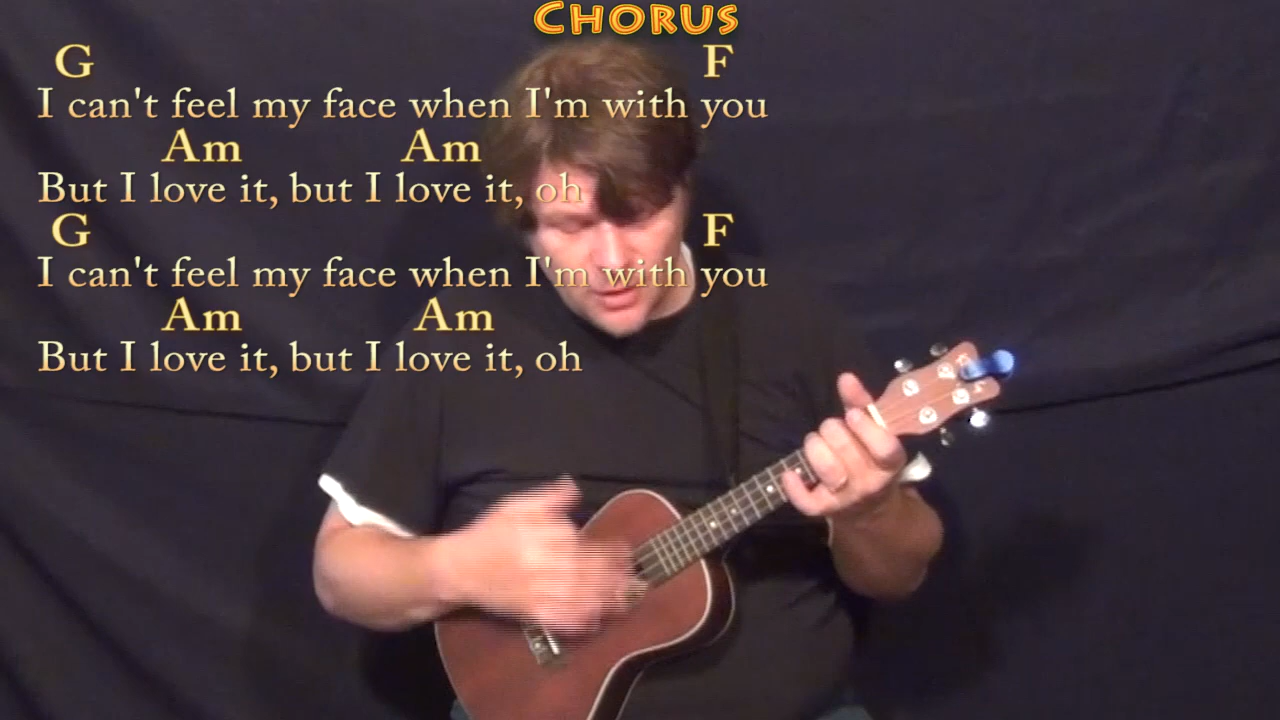 CHORUS
G F
I can't feel my face when I'm with you
Am Am
But I love it, but I love it, oh
G F
I can't feel my face when I'm with you
Am Am
But I love it, but I love it, oh